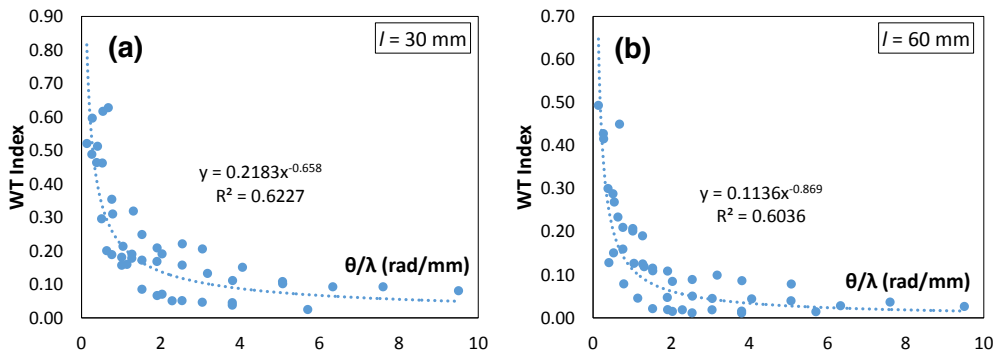 (a)
l = 30 mm
WT Index
0.90
0.80
0.70
0.60
0.50
0.40
0.30
0.20
0.10
0.00
y = 0.2183x^-0.658
R² = 0.6227
θ/λ (rad/mm)
0 2 4 6 8 10
(b)
l = 60 mm
WT Index
0.70
0.60
0.50
0.40
0.30
0.20
0.10
0.00
y = 0.1136x^-0.869
R² = 0.6036
θ/λ (rad/mm)
0 2 4 6 8 10